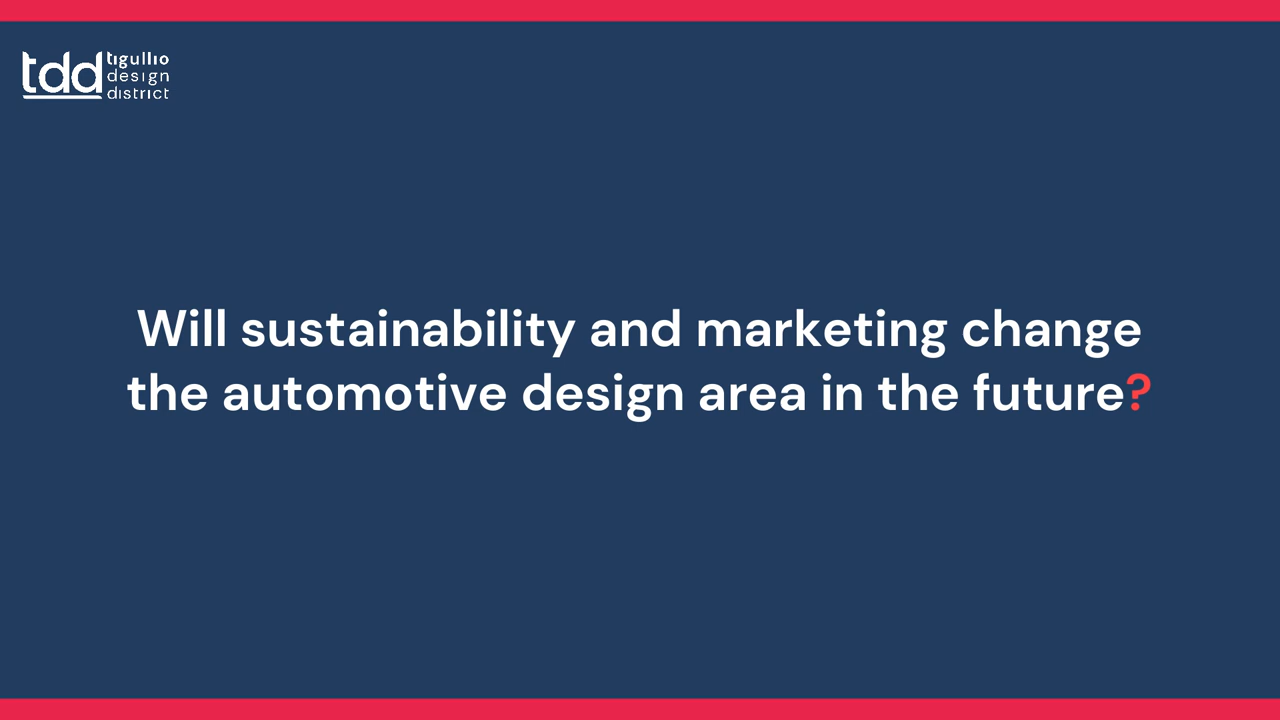 tdd
tigullio
design
district
Will sustainability and marketing change
the automotive design area in the future?